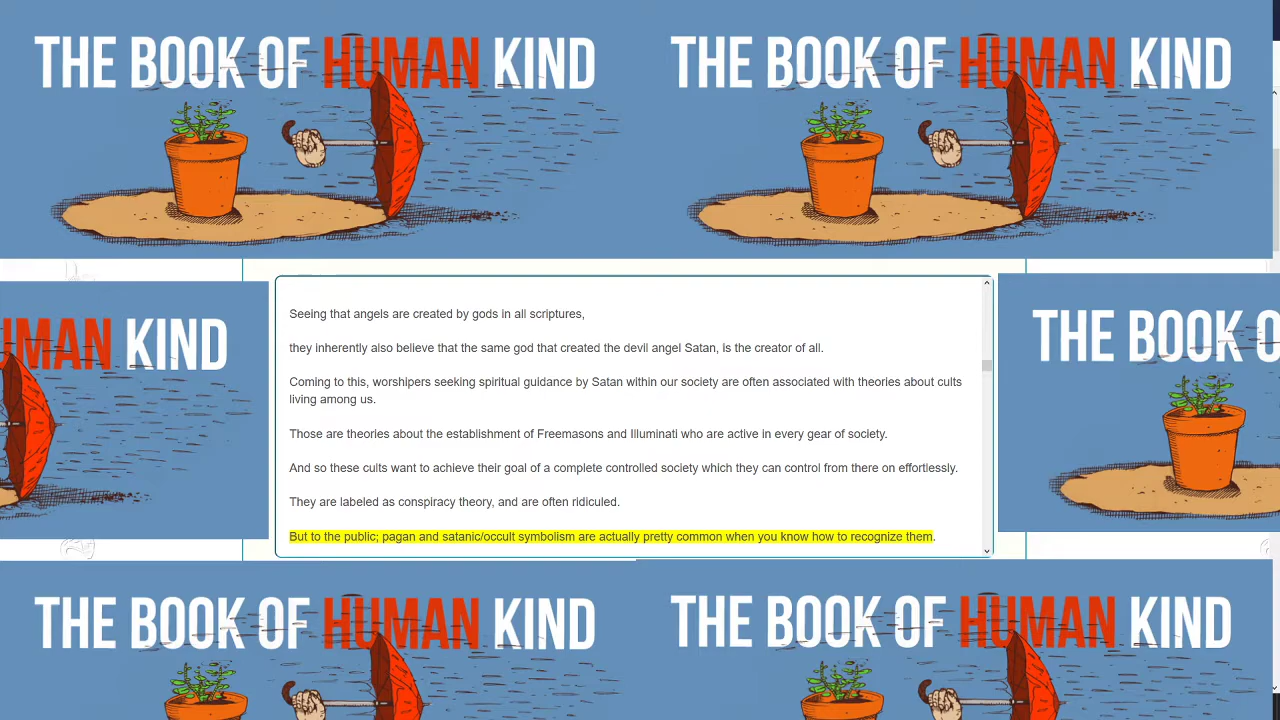 THE BOOK OF HUMAN KIND
THE BOOK OF HUMAN KIND
Seeing that angels are created by gods in all scriptures,
they inherently also believe that the same god that created the devil angel Satan, is the creator of all.
Coming to this, worshipers seeking spiritual guidance by Satan within our society are often associated with theories about cults
living among us.
Those are theories about the establishment of Freemasons and Illuminati who are active in every gear of society.
And so these cults want to achieve their goal of a complete controlled society which they can control from there on effortlessly.
They are labeled as conspiracy theory, and are often ridiculed.
But to the public; pagan and satanic/occult symbolism are actually pretty common when you know how to recognize them.
UMAN KIND
THE BOOK O
THE BOOK OF HUMAN KIND
THE BOOK OF HUMAN KIND